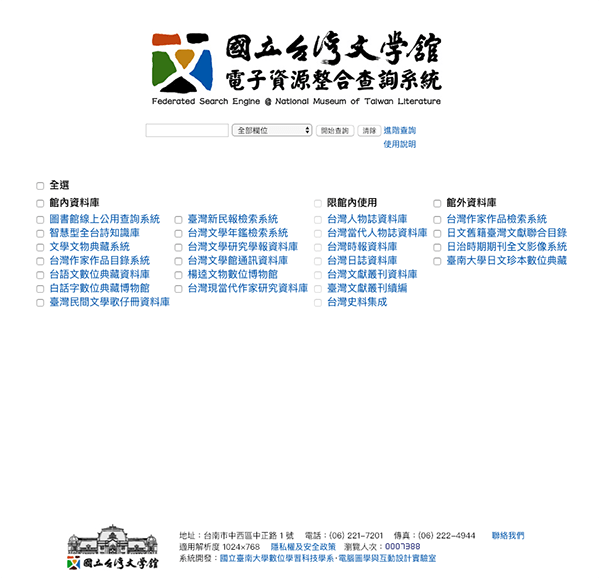 國立台灣文學館
電子資源整合查詢系統
Federated Search Engine @ National Museum of Taiwan Literature
全部欄位 開始查詢 清除 進階查詢
使用說明
全選
館內資料庫 限館內使用 館外資料庫
圖書館線上公用查詢系統 臺灣新民報檢索系統 台灣人物誌資料庫 台灣作家作品檢索系統
智慧型全台詩知識庫 台灣文學年鑑檢索系統 台灣當代人物誌資料庫 日文舊籍臺灣文獻聯合目錄
文學文物典藏系統 台灣文學研究學報資料庫 台灣時報資料庫 日治時期期刊全文影像系統
台灣作家作品目錄系統 台灣文學館通訊資料庫 台灣日誌資料庫 臺南大學日文珍本數位典藏
台語文數位典藏資料庫 楊逵文物數位博物館 台灣文獻叢刊資料庫
白話字數位典藏博物館 台灣現當代作家研究資料庫 臺灣文獻叢刊續編
臺灣民間文學歌仔冊資料庫 台灣史料集成
地址：台南市中西區中正路 1 號 電話：(06) 221-7201 傳真：(06) 222-4944 聯絡我們
適用解析度 1024×768 隱私權及安全政策 瀏覽人次：0007988
國立台灣文學館 系統開發：國立臺南大學數位學習科技學系‧電腦圖學與互動設計實驗室